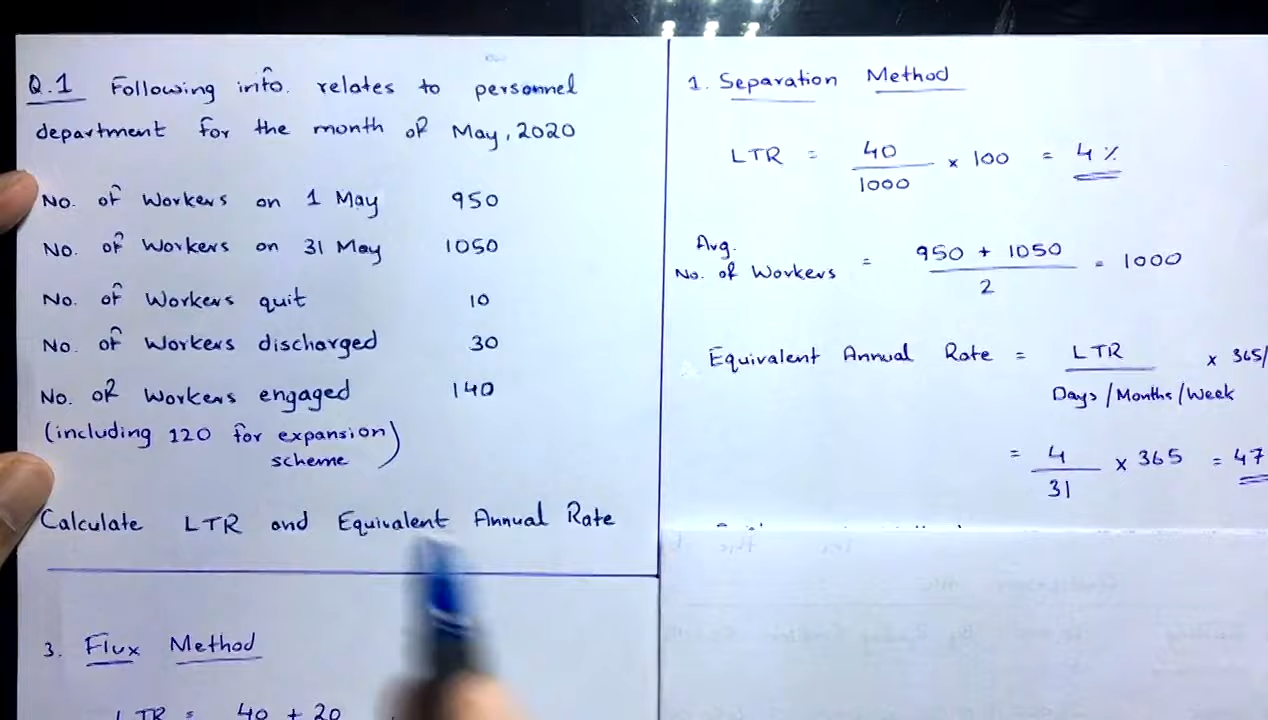 Q.1 Following info. relates to personnel
department for the month of May, 2020
No. of Workers on 1 May 950
No. of Workers on 31 May 1050
No. of Workers quit 10
No. of Workers discharged 30
No. of Workers engaged 140
(including 120 for expansion
scheme)
Calculate LTR and Equivalent Annual Rate
3. Flux Method
LTR = 40 + 20
1. Separation Method
LTR = 40 / 1000 x 100 = 4 %
Avg.
No. of Workers = 950 + 1050 / 2 = 1000
Equivalent Annual Rate = LTR / Days/Months/Week x 365/
= 4 / 31 x 365 = 47